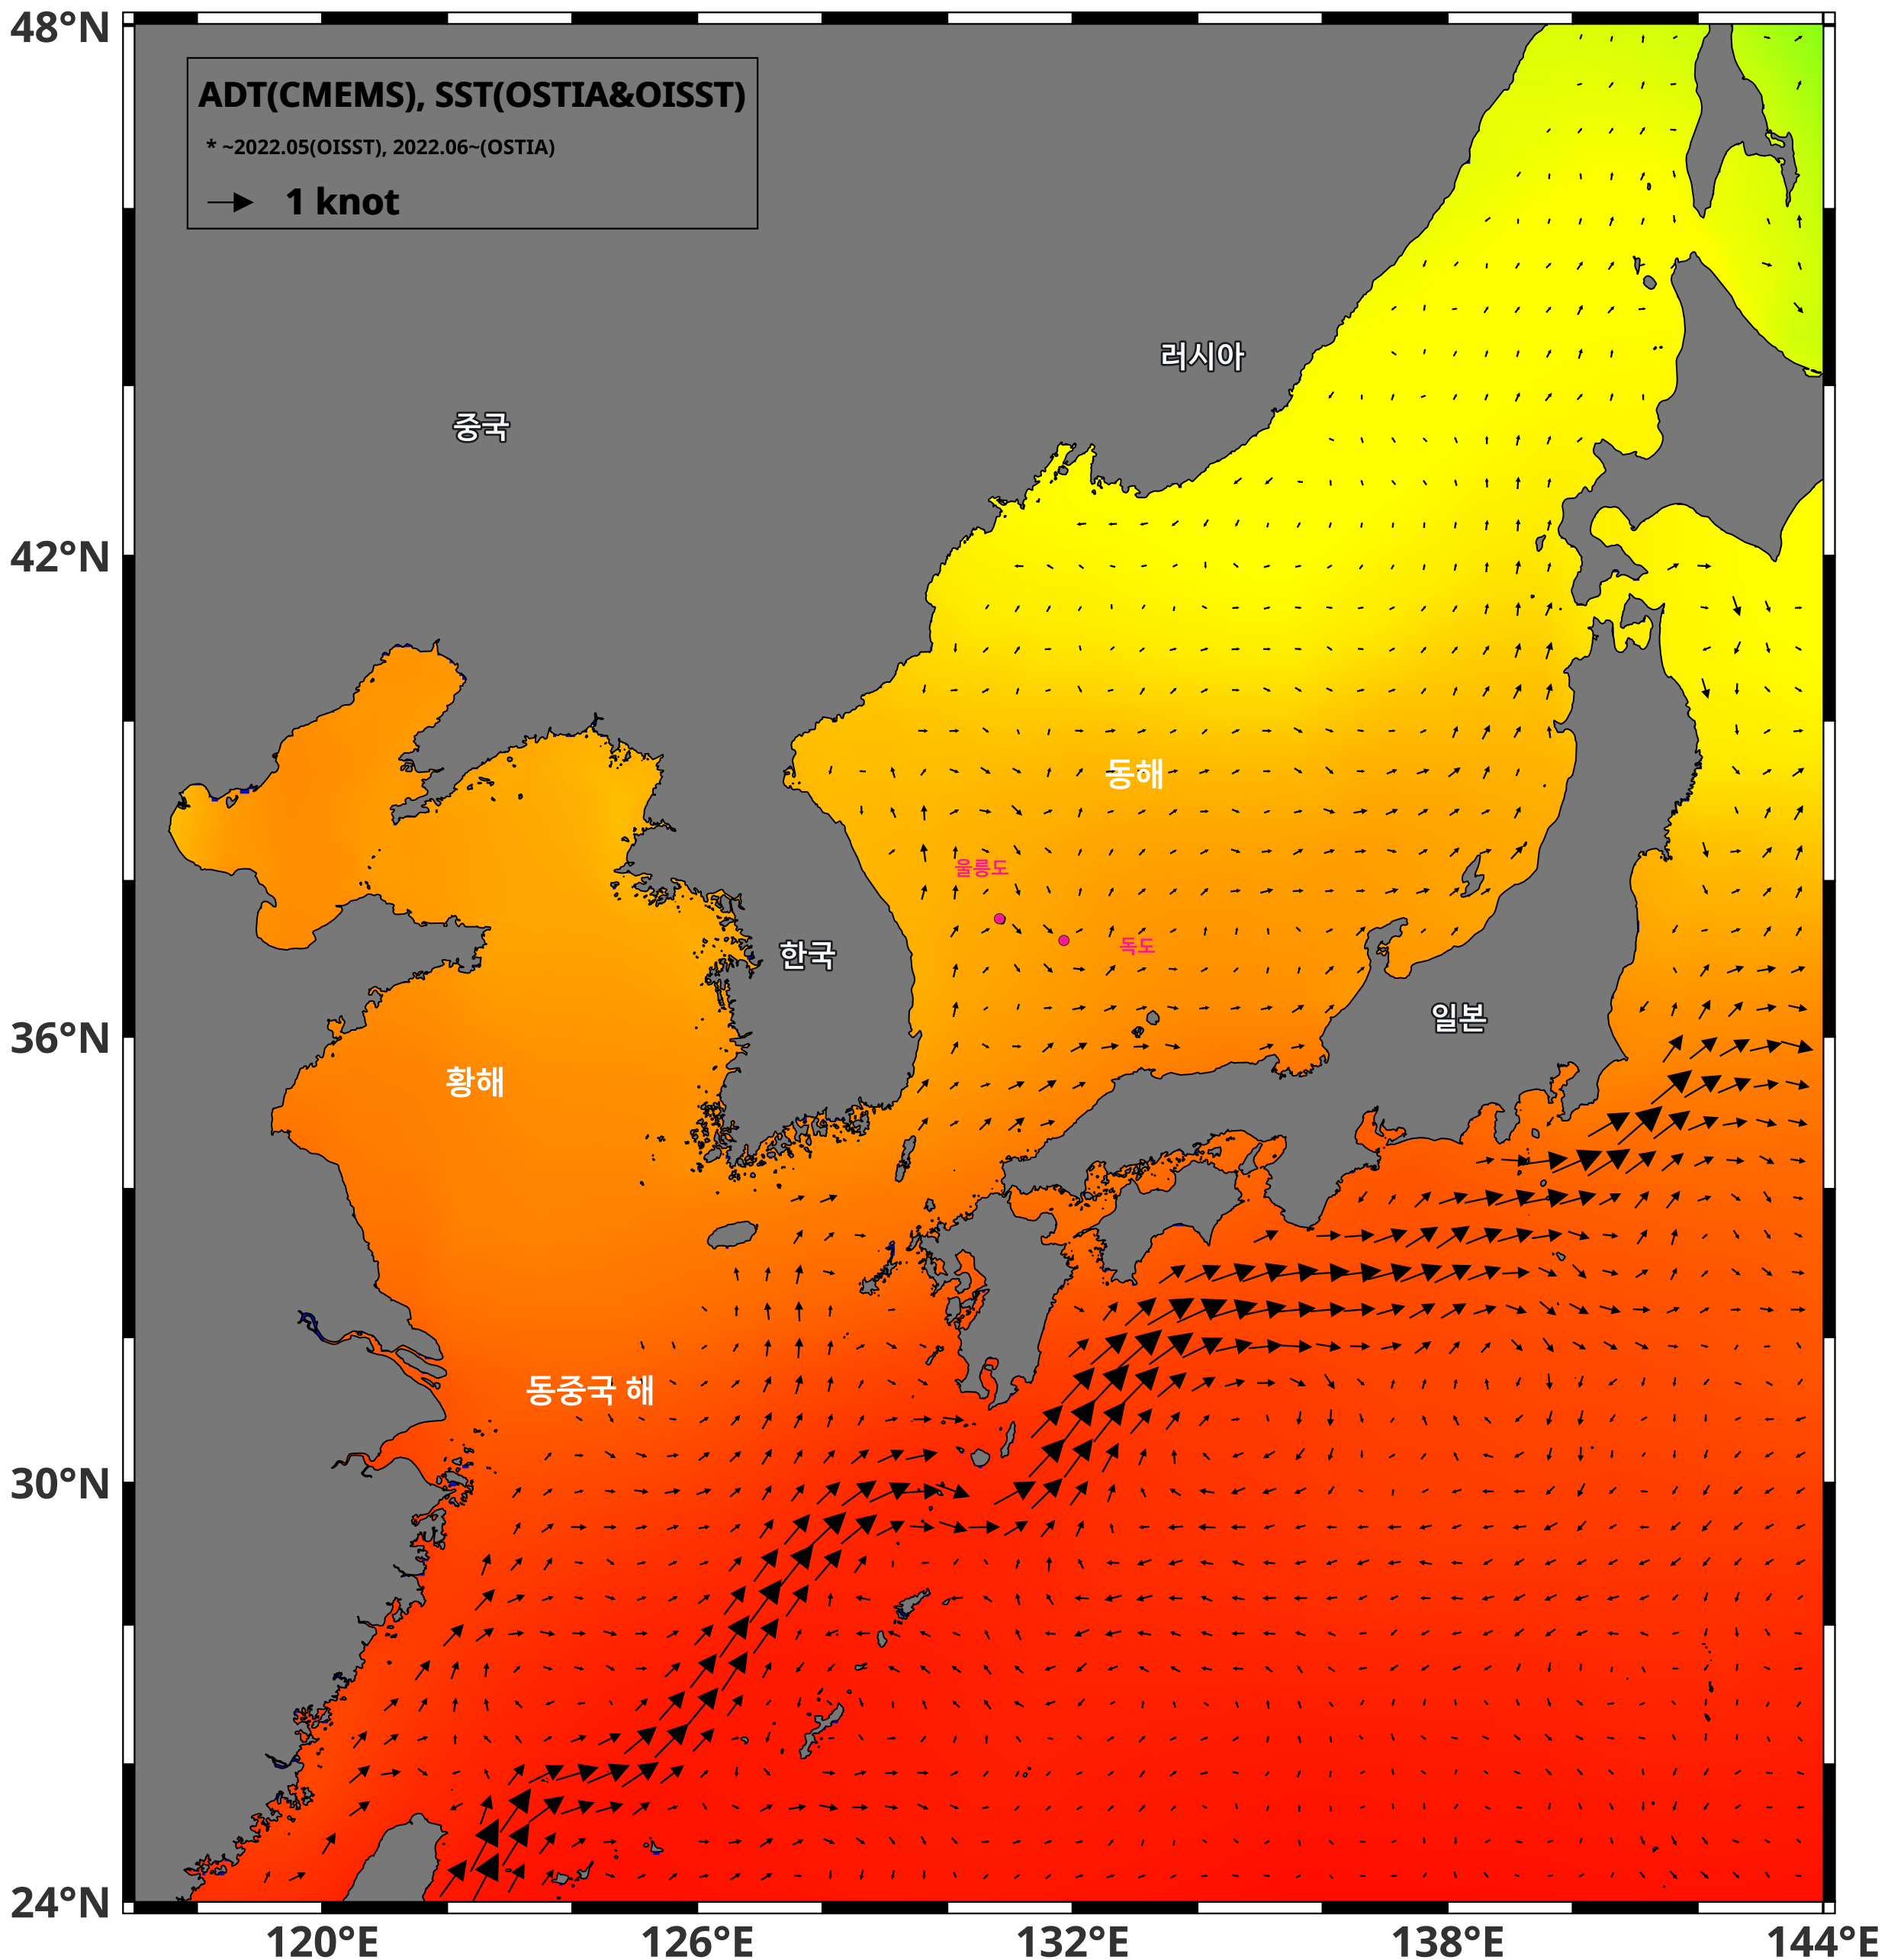 48°N
ADT(CMEMS), SST(OSTIA&OISST)
* ~2022.05(OISST), 2022.06~(OSTIA)
1 knot
러시아
중국
42°N
동해
울릉도
독도
한국
일본
36°N
황해
동중국 해
30°N
24°N
120°E
126°E
132°E
138°E
144°E